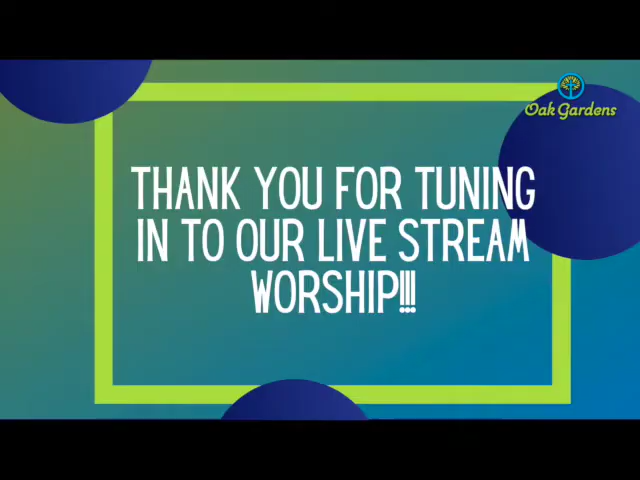 Oak Gardens
THANK YOU FOR TUNING
IN TO OUR LIVE STREAM
WORSHIP!!!!